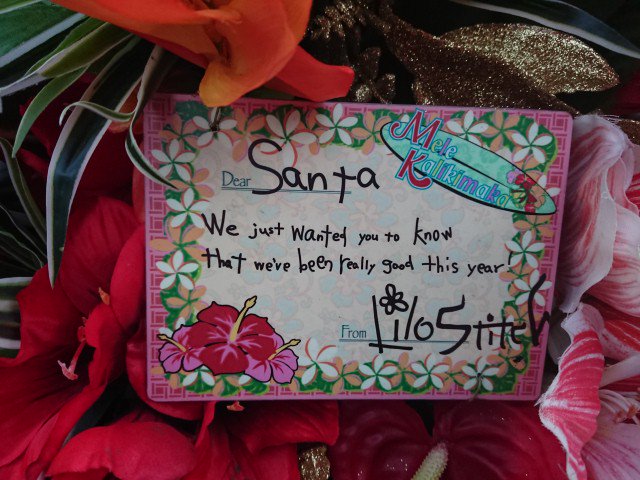 Mele
Kalikimaka
Dear Santa
We just wanted you to know
that we've been really good this year!
From Lilo Stitch